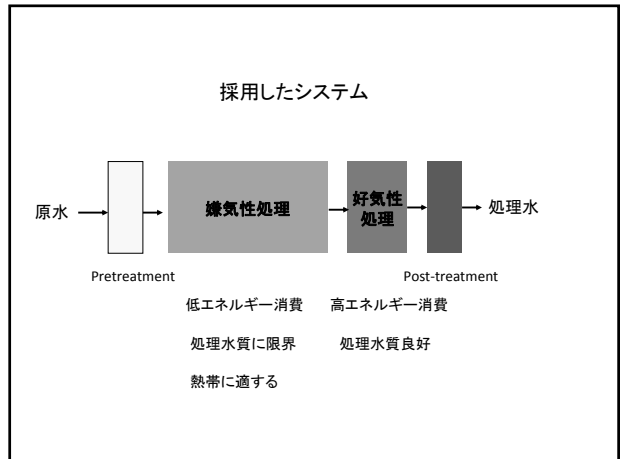 採用したシステム
原水
嫌気性処理
好気性
処理
処理水
Pretreatment
Post-treatment
低エネルギー消費
高エネルギー消費
処理水質に限界
処理水質良好
熱帯に適する